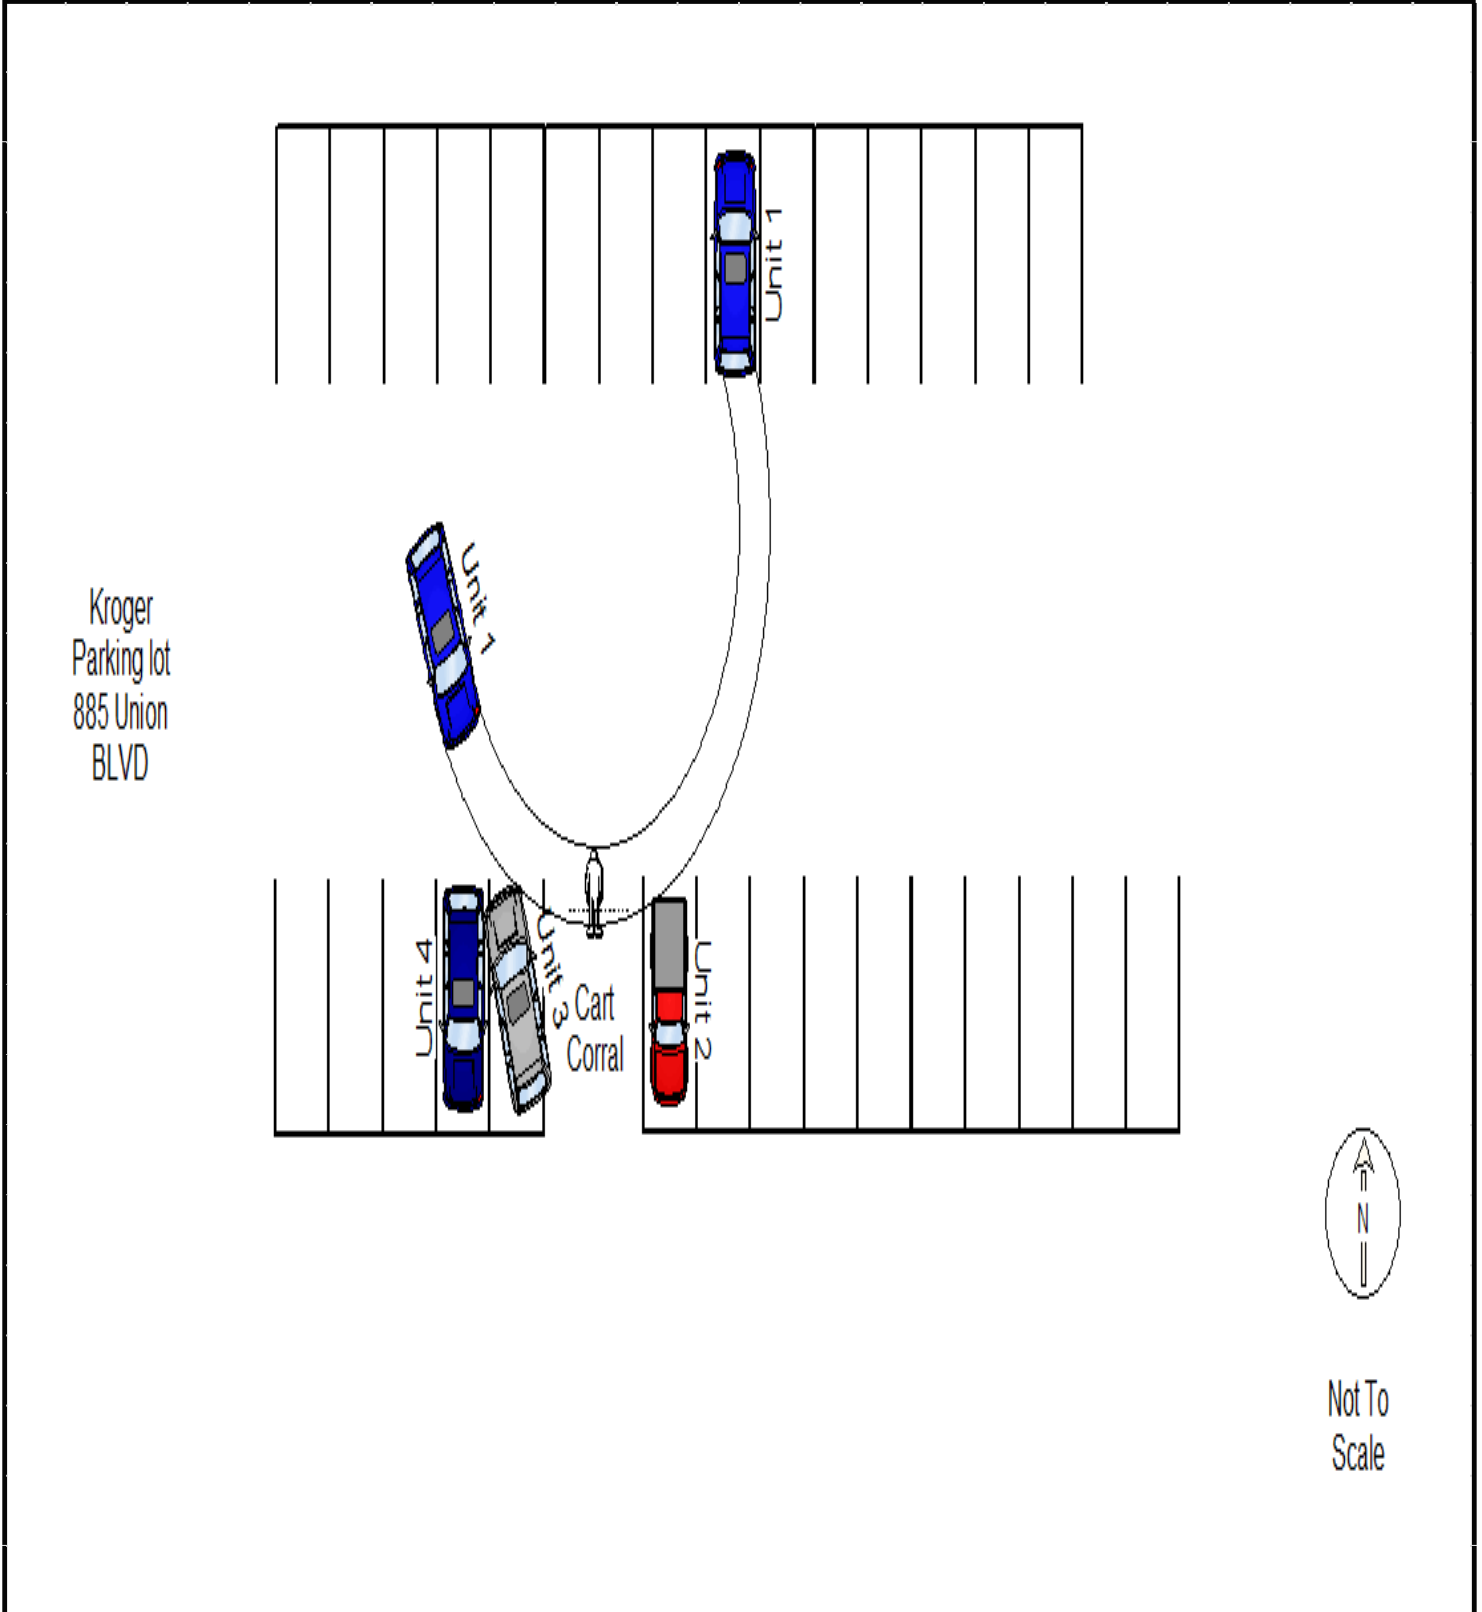 Unit 1
Unit 1
Kroger
Parking lot
885 Union
BLVD
Unit 4
Unit 3
Cart
Corral
Unit 2
N
Not To
Scale